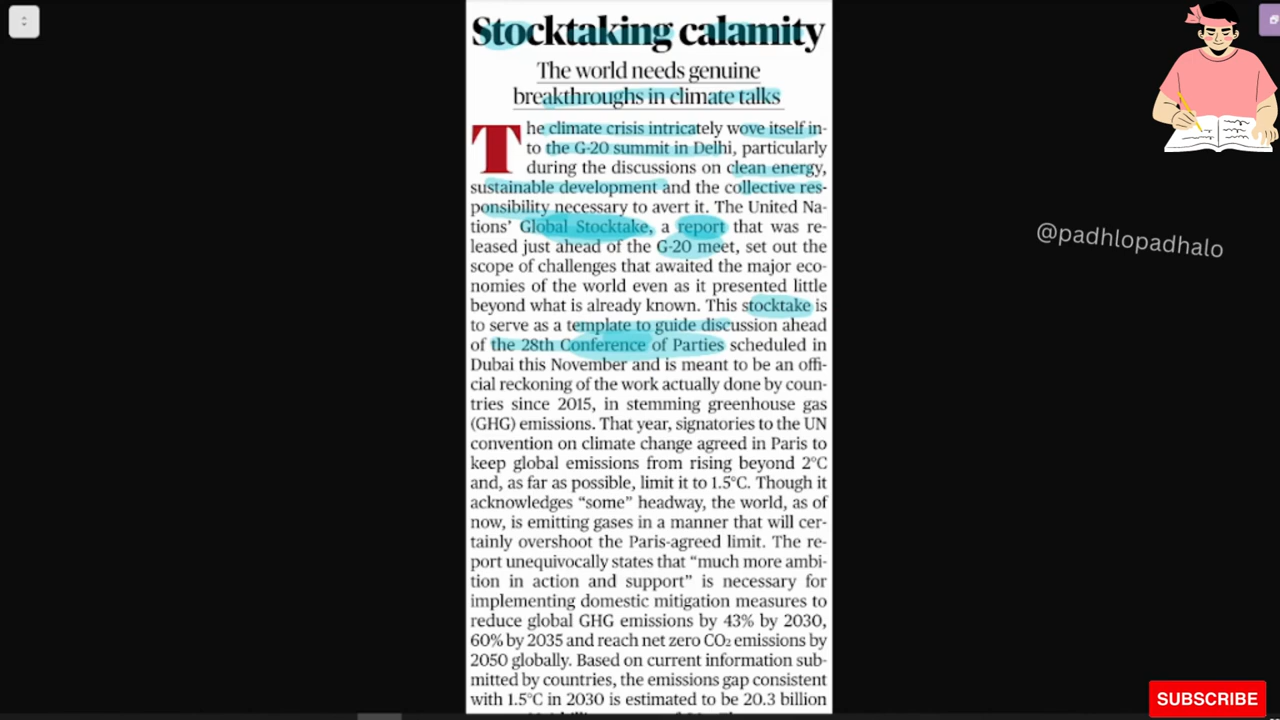 Stocktaking calamity
The world needs genuine
breakthroughs in climate talks
The climate crisis intricately wove itself in-
to the G-20 summit in Delhi, particularly
during the discussions on clean energy,
sustainable development and the collective res-
ponsibility necessary to avert it. The United Na-
tions’ Global Stocktake, a report that was re-
leased just ahead of the G-20 meet, set out the
scope of challenges that awaited the major eco-
nomies of the world even as it presented little
beyond what is already known. This stocktake is
to serve as a template to guide discussion ahead
of the 28th Conference of Parties scheduled in
Dubai this November and is meant to be an offi-
cial reckoning of the work actually done by coun-
tries since 2015, in stemming greenhouse gas
(GHG) emissions. That year, signatories to the UN
convention on climate change agreed in Paris to
keep global emissions from rising beyond 2°C
and, as far as possible, limit it to 1.5°C. Though it
acknowledges “some” headway, the world, as of
now, is emitting gases in a manner that will cer-
tainly overshoot the Paris-agreed limit. The re-
port unequivocally states that “much more ambi-
tion in action and support” is necessary for
implementing domestic mitigation measures to
reduce global GHG emissions by 43% by 2030,
60% by 2035 and reach net zero CO₂ emissions by
2050 globally. Based on current information sub-
mitted by countries, the emissions gap consistent
with 1.5°C in 2030 is estimated to be 20.3 billion
@padhlopadhalo
SUBSCRIBE